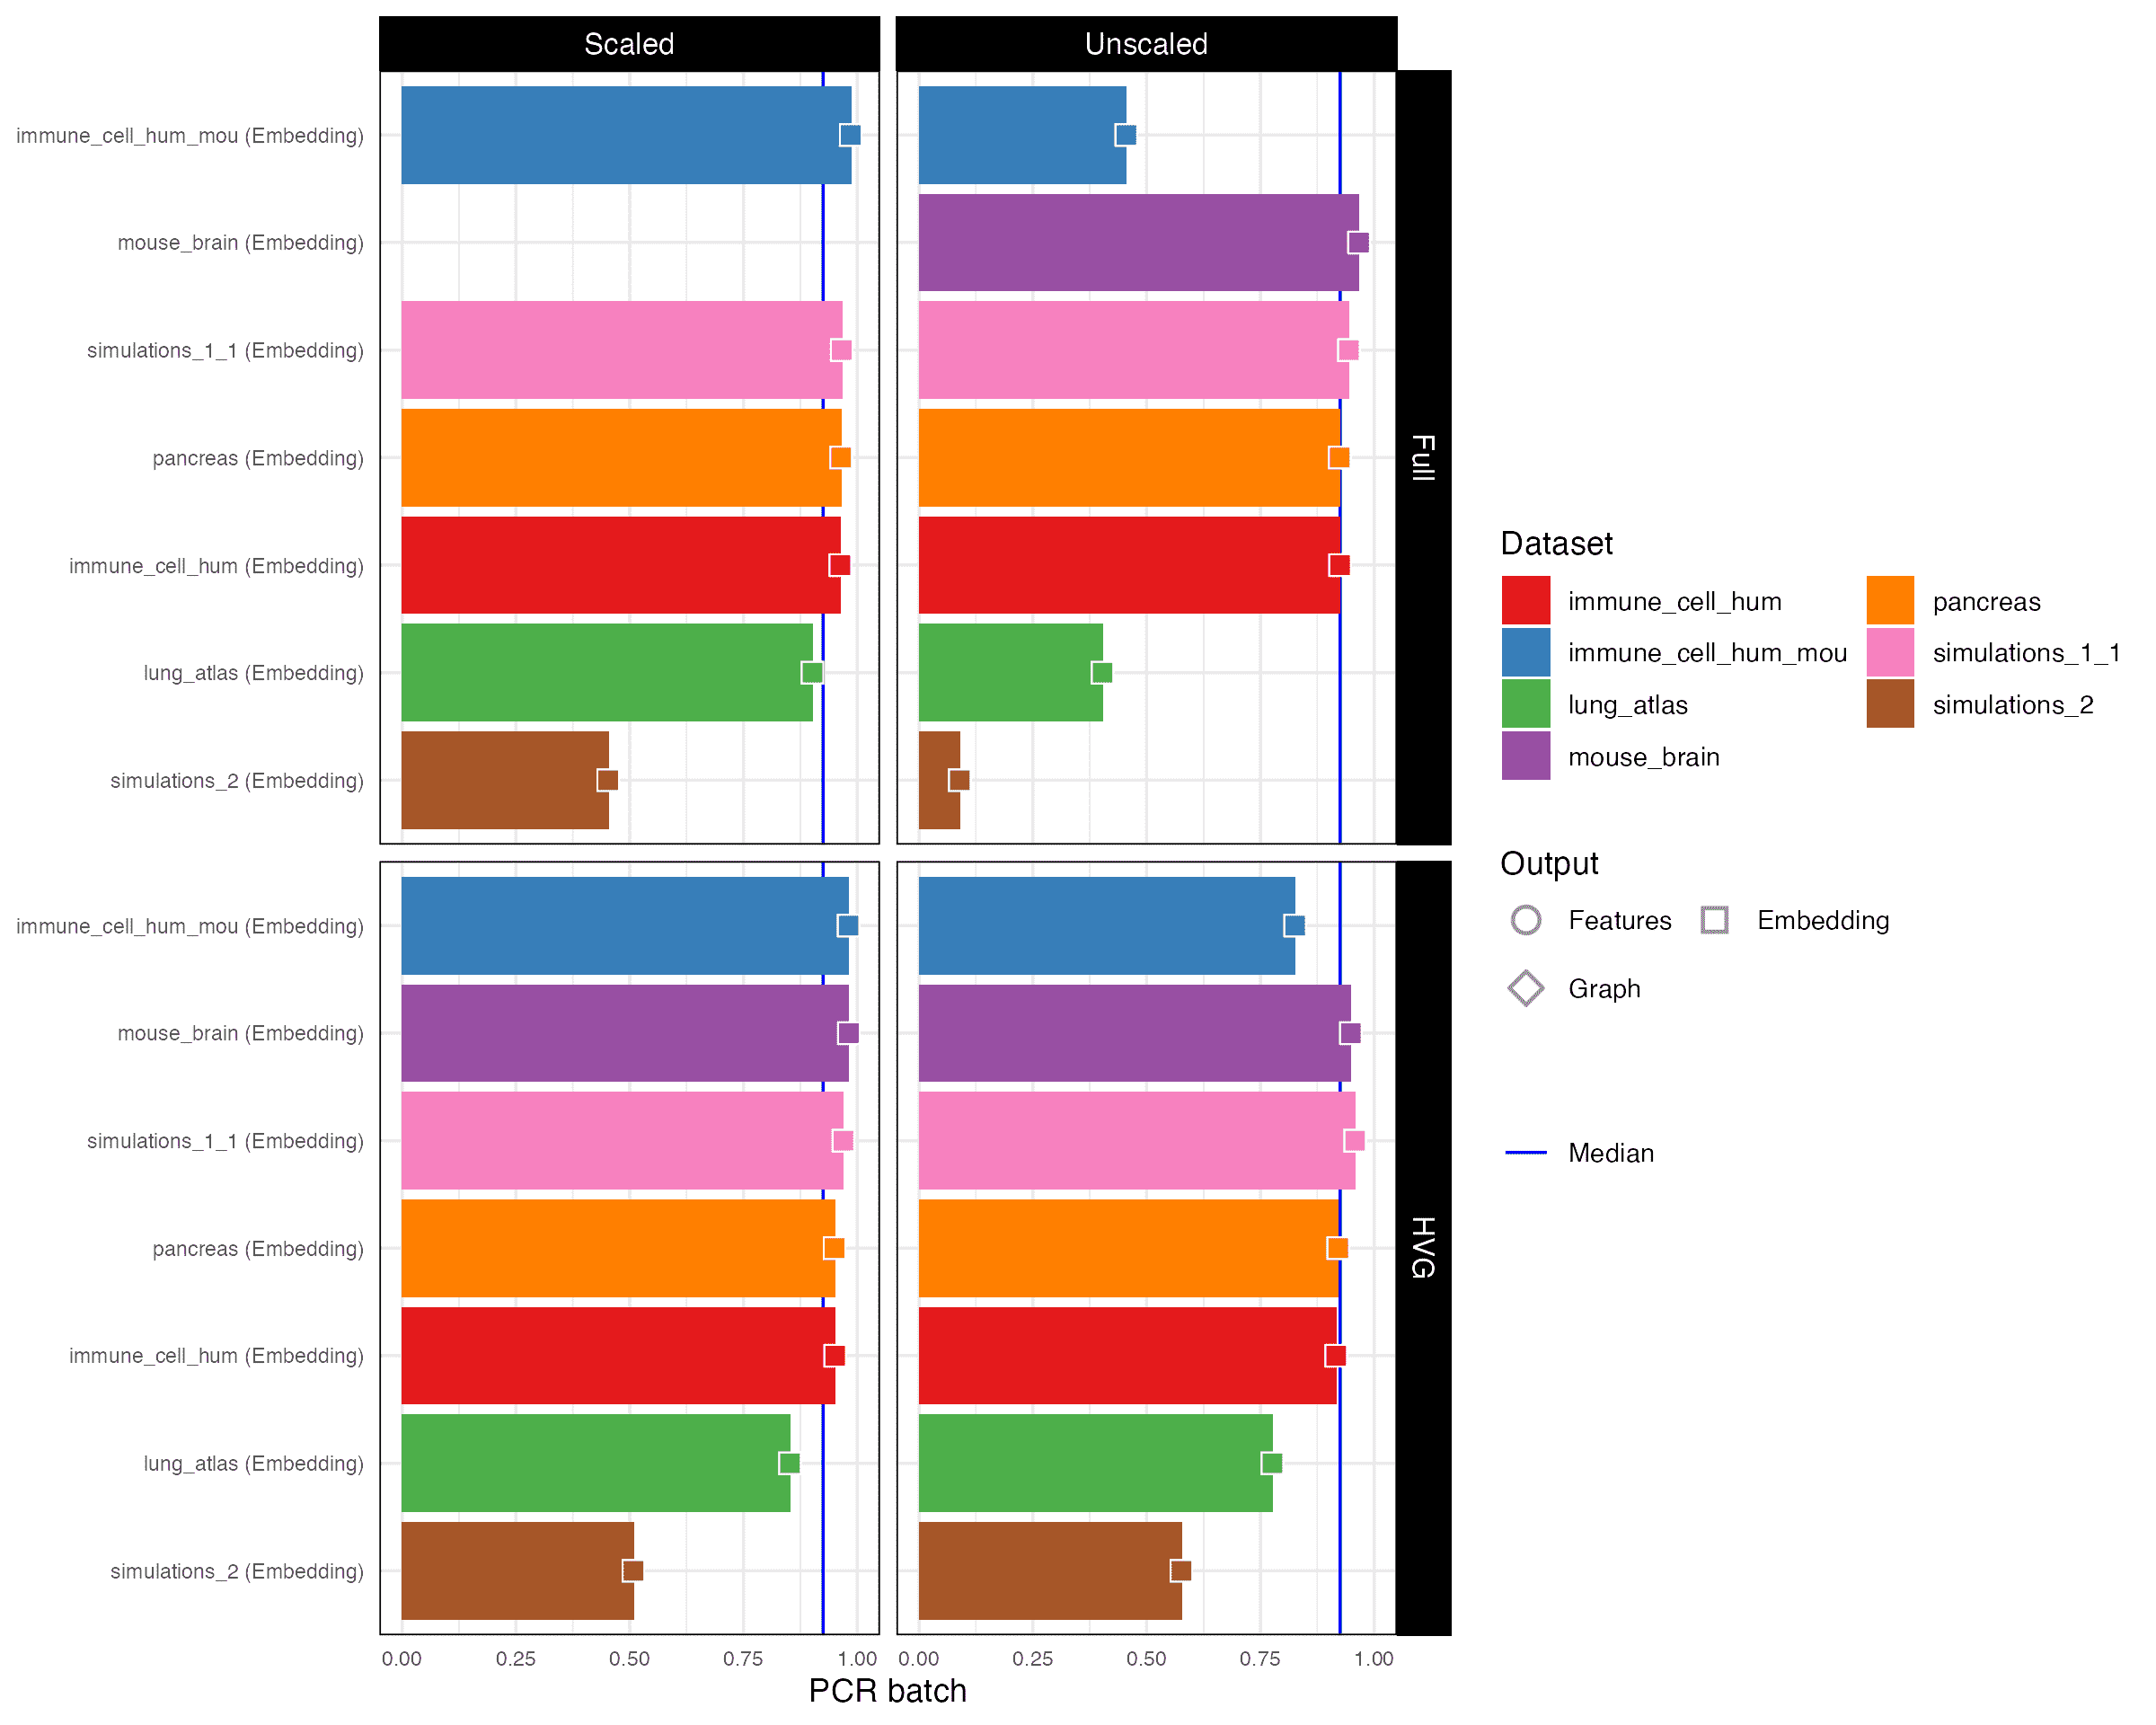 Scaled
Unscaled
immune_cell_hum_mou (Embedding)
mouse_brain (Embedding)
simulations_1_1 (Embedding)
pancreas (Embedding)
immune_cell_hum (Embedding)
lung_atlas (Embedding)
simulations_2 (Embedding)
Full
immune_cell_hum_mou (Embedding)
mouse_brain (Embedding)
simulations_1_1 (Embedding)
pancreas (Embedding)
immune_cell_hum (Embedding)
lung_atlas (Embedding)
simulations_2 (Embedding)
HVG
0.00 0.25 0.50 0.75 1.00
0.00 0.25 0.50 0.75 1.00
PCR batch
Dataset
immune_cell_hum
immune_cell_hum_mou
lung_atlas
mouse_brain
pancreas
simulations_1_1
simulations_2
Output
Features
Embedding
Graph
Median